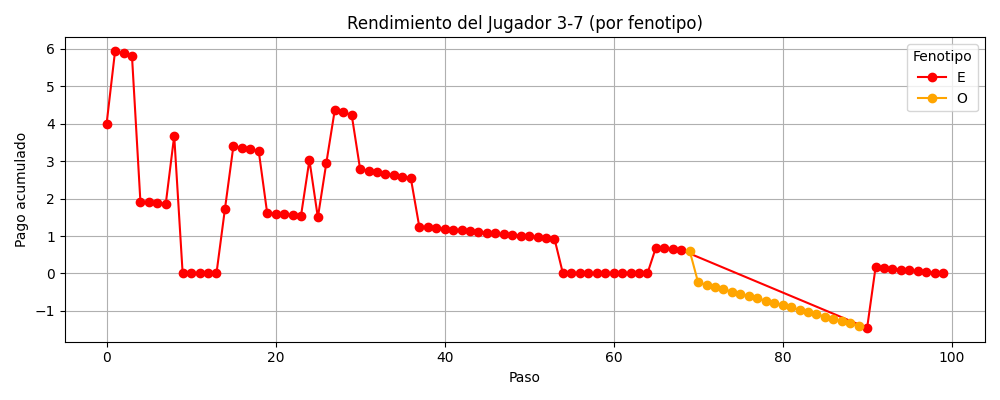 Rendimiento del Jugador 3-7 (por fenotipo)
Pago acumulado
6
5
4
3
2
1
0
−1
0 20 40 60 80 100
Paso
Fenotipo
E
O